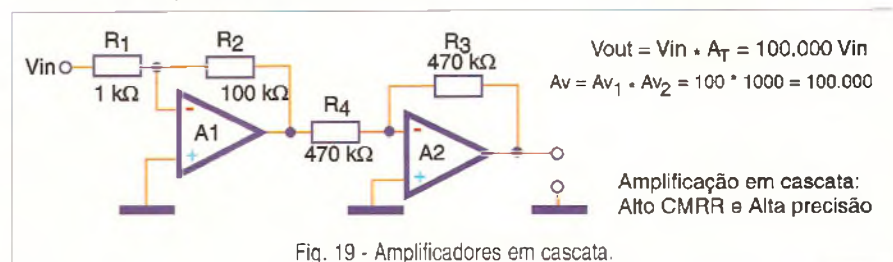 R1
R2
R3
470 kΩ
Vin
1 kΩ
100 kΩ
R4
470 kΩ
A1
A2
-
+
-
+
Vout = Vin * AT = 100.000 Vin
Av = Av1 * Av2 = 100 * 1000 = 100.000
Amplificação em cascata:
Alto CMRR e Alta precisão
Fig. 19 - Amplificadores em cascata.